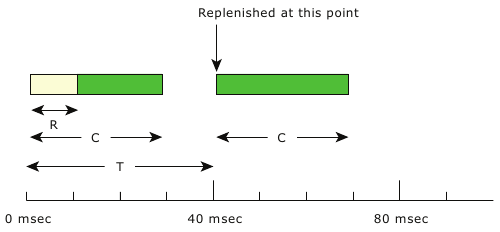 Replenished at this point
R
C
C
T
0 msec
40 msec
80 msec